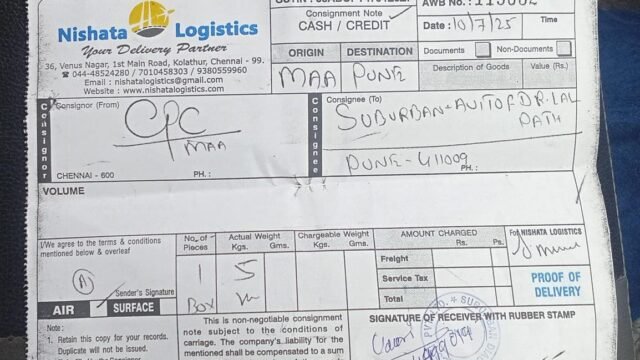 Nishata Logistics
Your Delivery Partner
36, Venus Nagar, 1st Main Road, Kolathur, Chennai - 99.
☎ 044-48524280 / 7010458303 / 9380559960
Email : nishatalogistics@gmail.com
Website : www.nishatalogistics.com
Consignment Note
CASH / CREDIT
AWB No. :
Date : 10/7/25
Time
ORIGIN
DESTINATION
Documents
Non-Documents
MAA
PUNE
Description of Goods
Value (Rs.)
Consignor
Consignor (From)
CPC
MAA
CHENNAI - 600
PH. :
Consignee
Consignee (To)
SUBURBAN A UIT OF DR. LAL
PATH
PUNE - 411009
PH. :
VOLUME
I/We agree to the terms & conditions
mentioned below & overleaf
A
Sender's Signature
AIR
SURFACE
No. of
Pieces
Actual Weight
Kgs. Gms.
Chargeable Weight
Kgs. Gms.
1
BOX
5
AMOUNT CHARGED
Rs. Ps.
Freight
Service Tax
Total
For NISHATA LOGISTICS
PROOF OF
DELIVERY
Note :
1. Retain this copy for your records.
Duplicate will not be issued.
This is non-negotiable consignment
note subject to the conditions of
carriage. The company's liability for
the mentioned shall be compensated to a sum
SIGNATURE OF RECEIVER WITH RUBBER STAMP